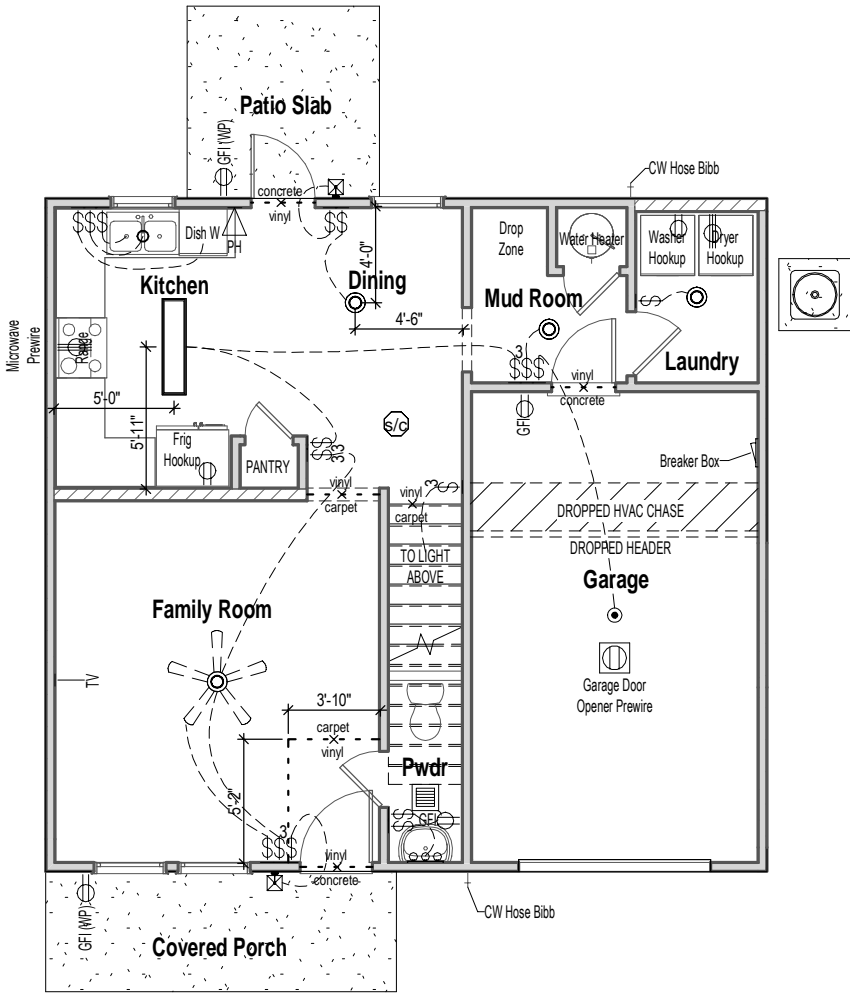 Patio Slab
GFI (WP)
concrete
vinyl
CW Hose Bibb
$$$
Dish W
PH
$$
4'-0"
Drop
Zone
Water Heater
Washer
Hookup
Dryer
Hookup
Kitchen
Dining
Mud Room
$
Laundry
4'-6"
Microwave
Prewire
Range
3
$$$
vinyl
concrete
GFI
5'-0"
5'-11"
Frig
Hookup
PANTRY
$$
3
$$
3
s/c
vinyl
carpet
vinyl
carpet
3
$
Breaker Box
DROPPED HVAC CHASE
DROPPED HEADER
TO LIGHT
ABOVE
Garage
Family Room
TV
Garage Door
Opener Prewire
3'-10"
carpet
vinyl
5'-2"
Pwdr
$$
GFI
3
$$$
vinyl
concrete
GFI (WP)
CW Hose Bibb
Covered Porch